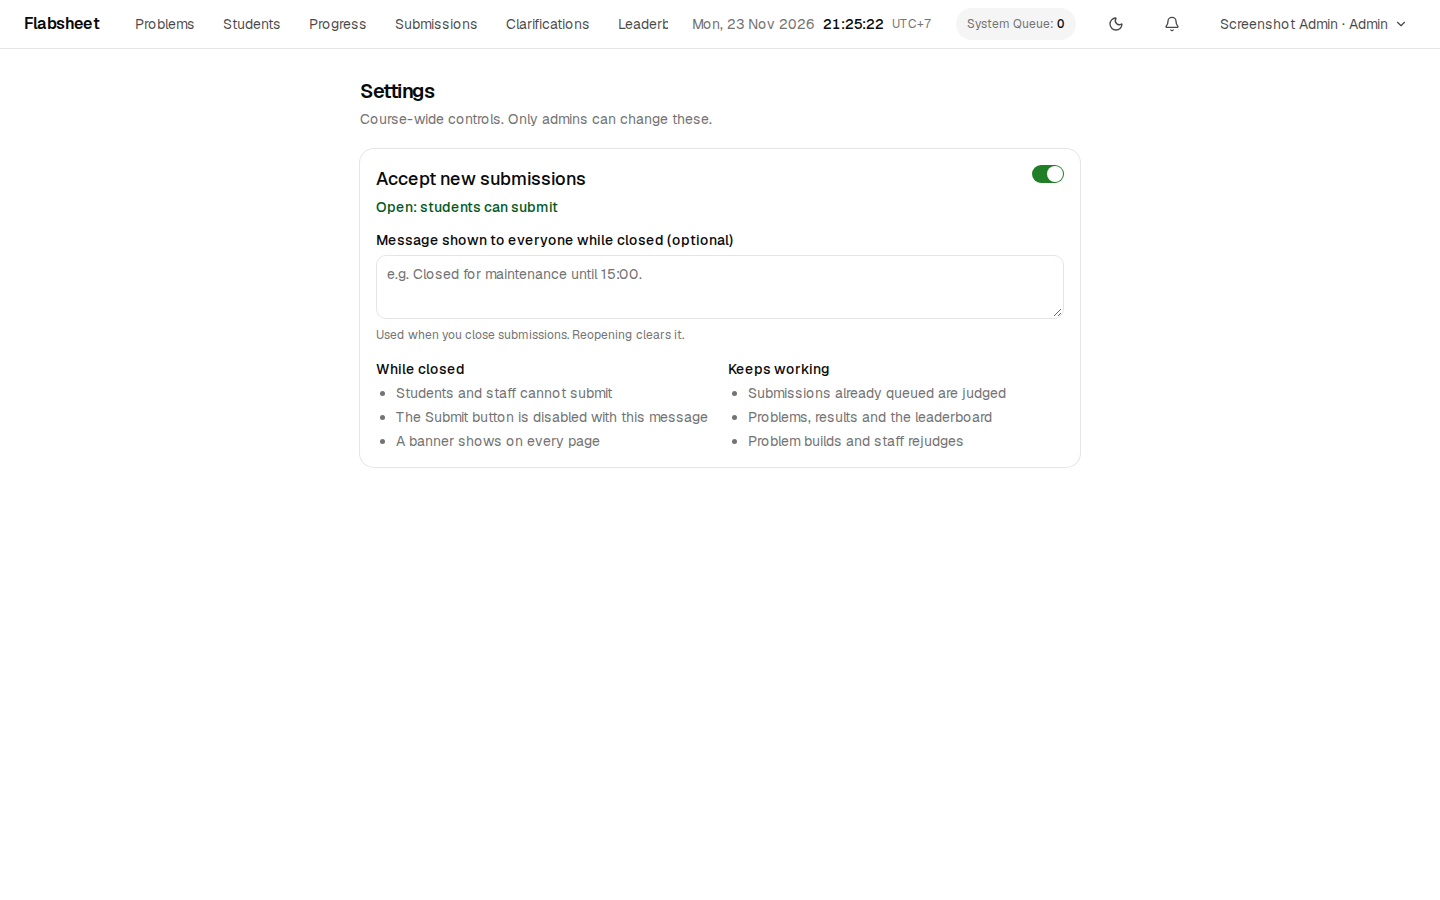 Flabsheet Problems Students Progress Submissions Clarifications Leaderb Mon, 23 Nov 2026 21:25:22 UTC+7 System Queue: 0 Screenshot Admin · Admin
Settings
Course-wide controls. Only admins can change these.
Accept new submissions
Open: students can submit
Message shown to everyone while closed (optional)
e.g. Closed for maintenance until 15:00.
Used when you close submissions. Reopening clears it.
While closed
• Students and staff cannot submit
• The Submit button is disabled with this message
• A banner shows on every page
Keeps working
• Submissions already queued are judged
• Problems, results and the leaderboard
• Problem builds and staff rejudges